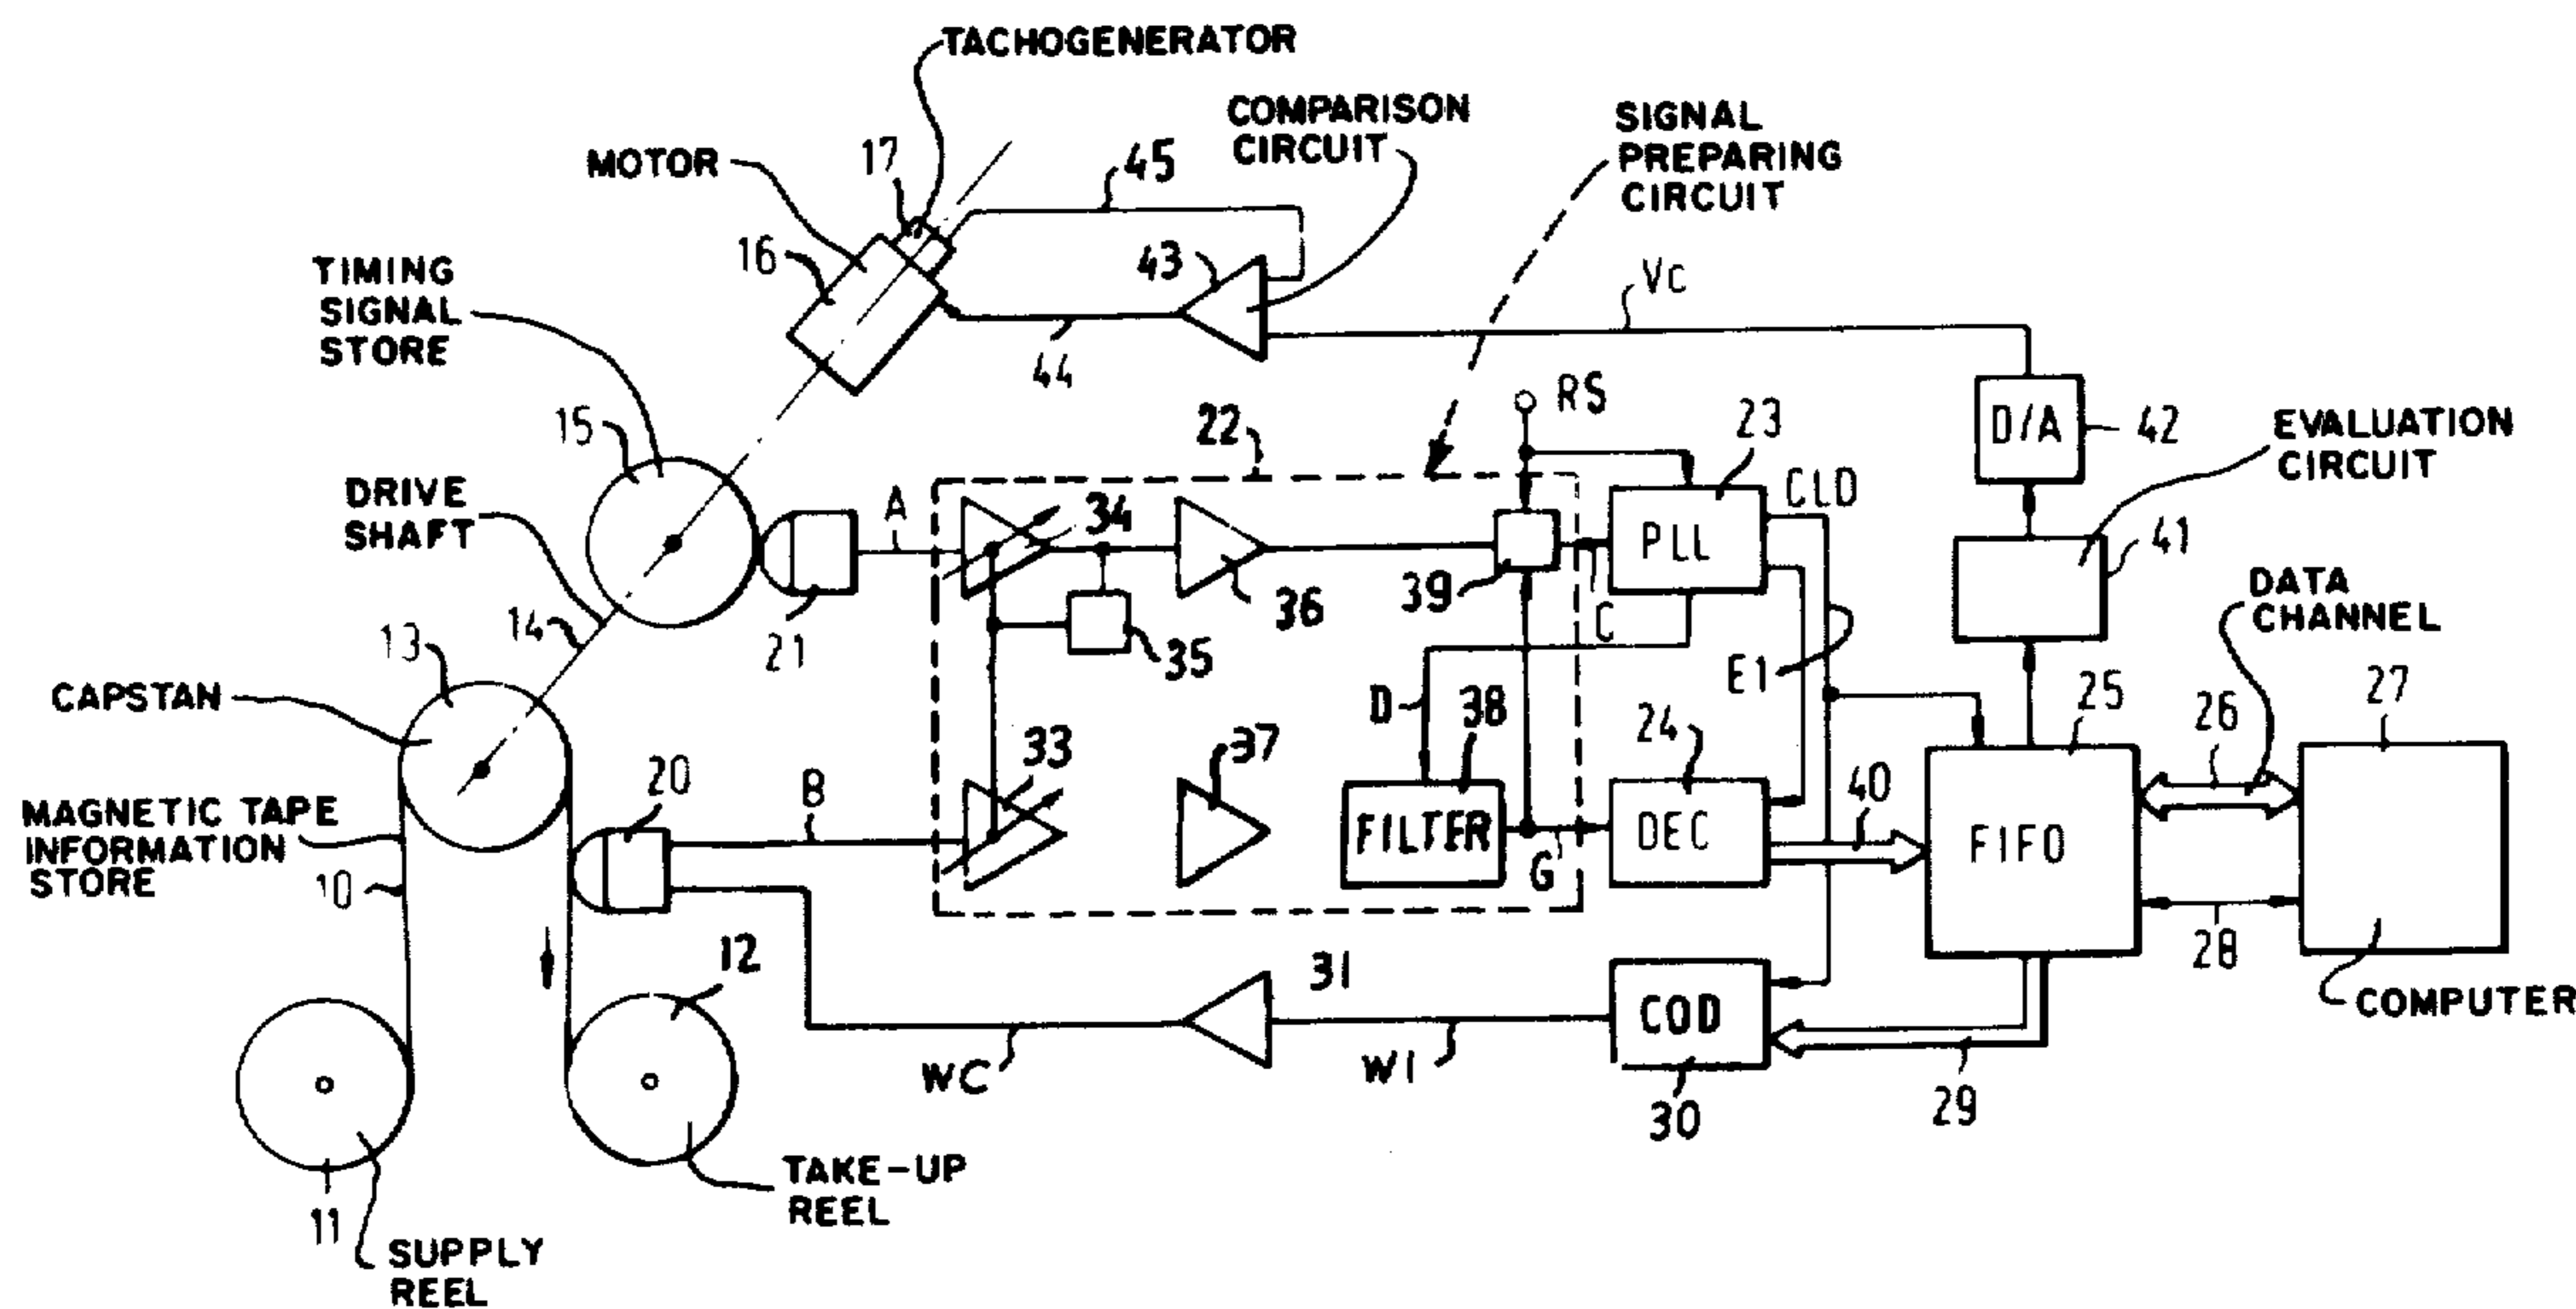 TACHOGENERATOR
COMPARISON
CIRCUIT
SIGNAL
PREPARING
CIRCUIT
MOTOR
17
45
16
43
TIMING
SIGNAL
STORE
Vc
44
RS
15
22
23
D/A
42
EVALUATION
CIRCUIT
DRIVE
SHAFT
A
34
CLD
PLL
41
14
21
36
39
C
DATA
CHANNEL
13
35
E1
CAPSTAN
D
38
25
26
27
33
37
24
20
B
40
MAGNETIC TAPE
INFORMATION
STORE
FILTER
DEC
FIFO
10
G
28
12
31
COD
COMPUTER
WC
W1
30
29
TAKE-UP
REEL
11
SUPPLY
REEL